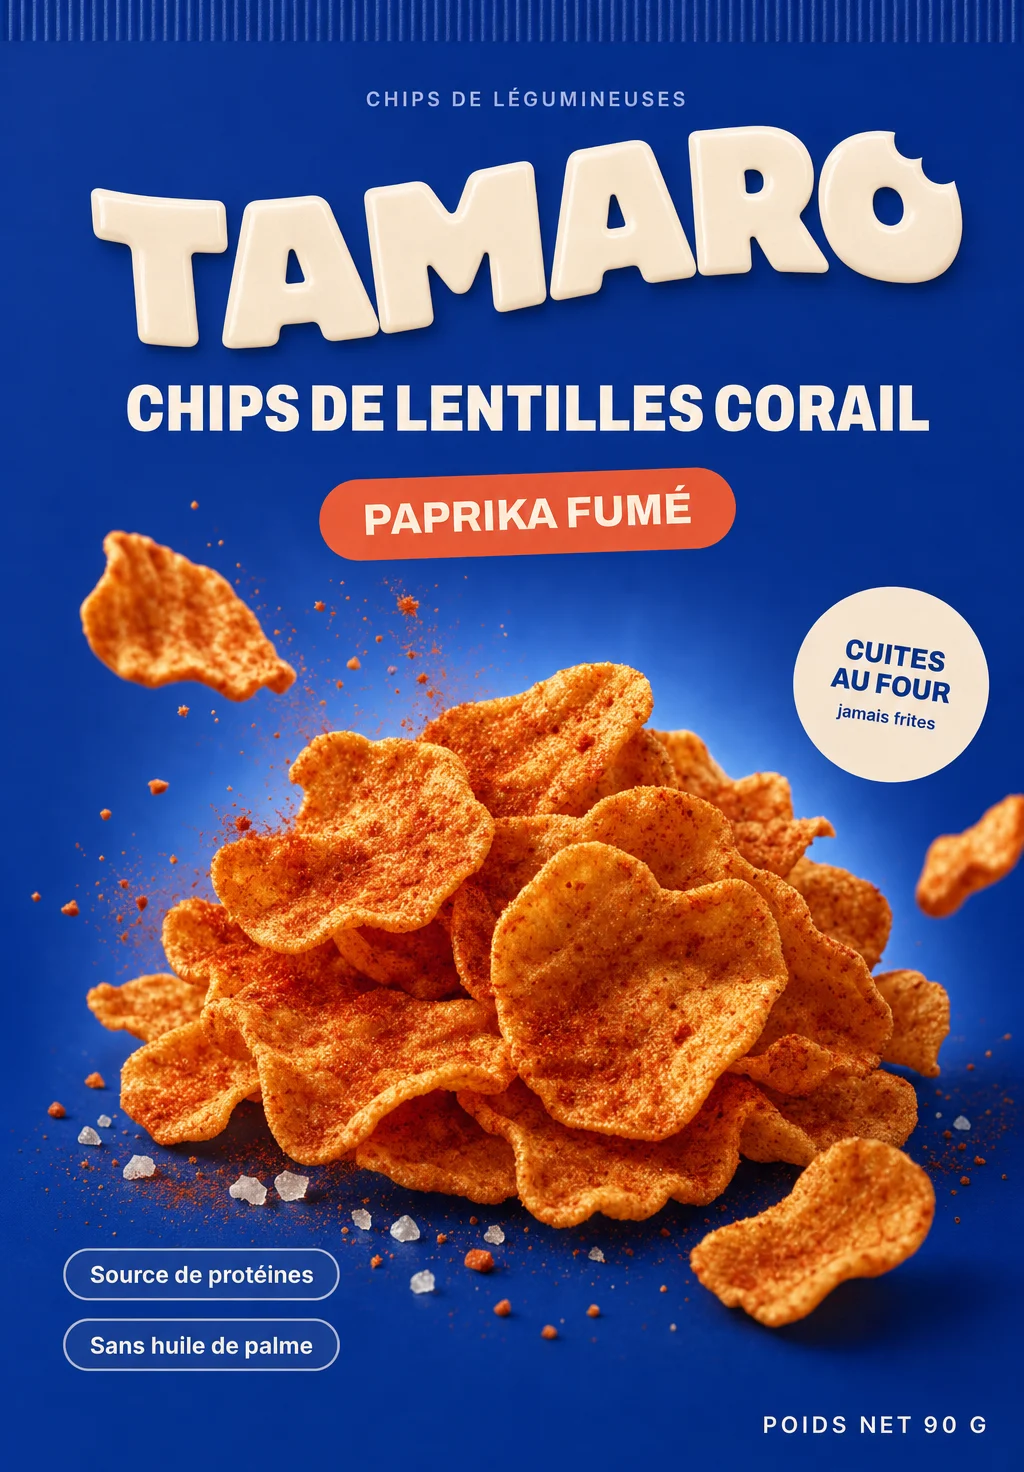 CHIPS DE LÉGUMINEUSES
TAMARO
CHIPS DE LENTILLES CORAIL
PAPRIKA FUMÉ
CUITES
AU FOUR
jamais frites
Source de protéines
Sans huile de palme
POIDS NET 90 G